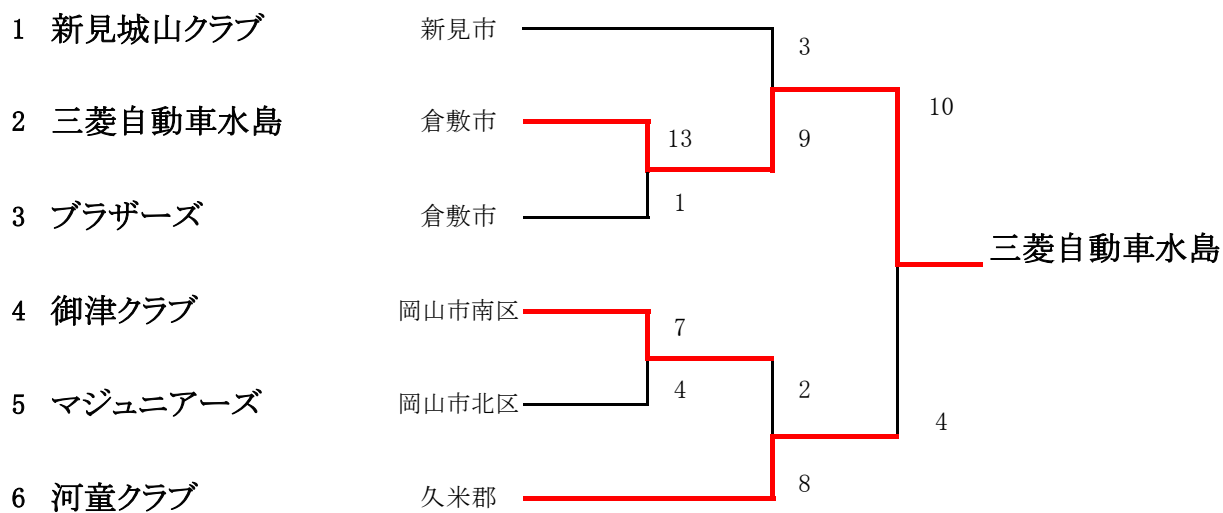 1 新見城山クラブ 新見市
3
10
2 三菱自動車水島 倉敷市
13
9
1
3 ブラザーズ 倉敷市
三菱自動車水島
4 御津クラブ 岡山市南区
7
4
2
5 マジュニアーズ 岡山市北区
4
8
6 河童クラブ 久米郡